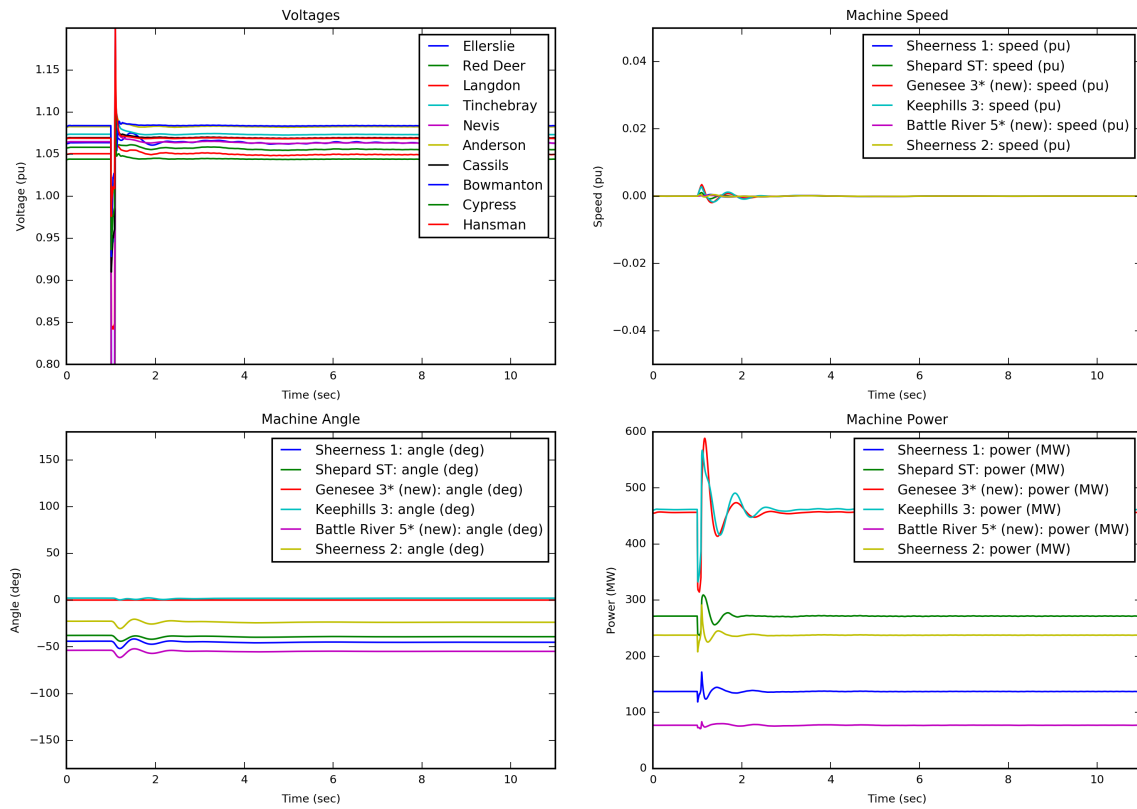 Voltages
1.15
1.10
1.05
1.00
0.95
0.90
0.85
0.80
Voltage (pu)
0
2
4
6
8
10
Time (sec)
Ellerslie
Red Deer
Langdon
Tinchebray
Nevis
Anderson
Cassils
Bowmanton
Cypress
Hansman
Machine Speed
0.04
0.02
0.00
−0.02
−0.04
Speed (pu)
0
2
4
6
8
10
Time (sec)
Sheerness 1: speed (pu)
Shepard ST: speed (pu)
Genesee 3* (new): speed (pu)
Keephills 3: speed (pu)
Battle River 5* (new): speed (pu)
Sheerness 2: speed (pu)
Machine Angle
150
100
50
0
−50
−100
−150
Angle (deg)
0
2
4
6
8
10
Time (sec)
Sheerness 1: angle (deg)
Shepard ST: angle (deg)
Genesee 3* (new): angle (deg)
Keephills 3: angle (deg)
Battle River 5* (new): angle (deg)
Sheerness 2: angle (deg)
Machine Power
600
500
400
300
200
100
0
Power (MW)
0
2
4
6
8
10
Time (sec)
Sheerness 1: power (MW)
Shepard ST: power (MW)
Genesee 3* (new): power (MW)
Keephills 3: power (MW)
Battle River 5* (new): power (MW)
Sheerness 2: power (MW)